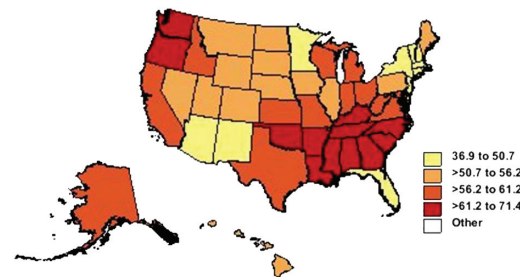 36.9 to 50.7
>50.7 to 56.2
>56.2 to 61.2
>61.2 to 71.4
Other